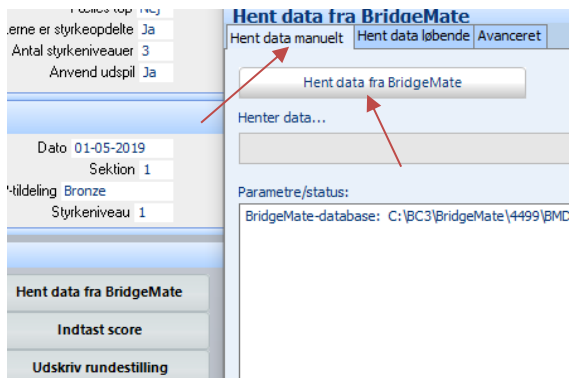 Nej
erne er styrkeopdelte Ja
Antal styrkeniveauer 3
Anvend udspil Ja
Dato 01-05-2019
Sektion 1
-tildeling Bronze
Styrkeniveau 1
Hent data fra BridgeMate
Indtast score
Udskriv rundestilling
Hent data fra BridgeMate
Hent data manuelt Hent data løbende Avanceret
Hent data fra BridgeMate
Henter data...
Parametre/status:
BridgeMate-database: C:\BC3\BridgeMate\4499\BMD